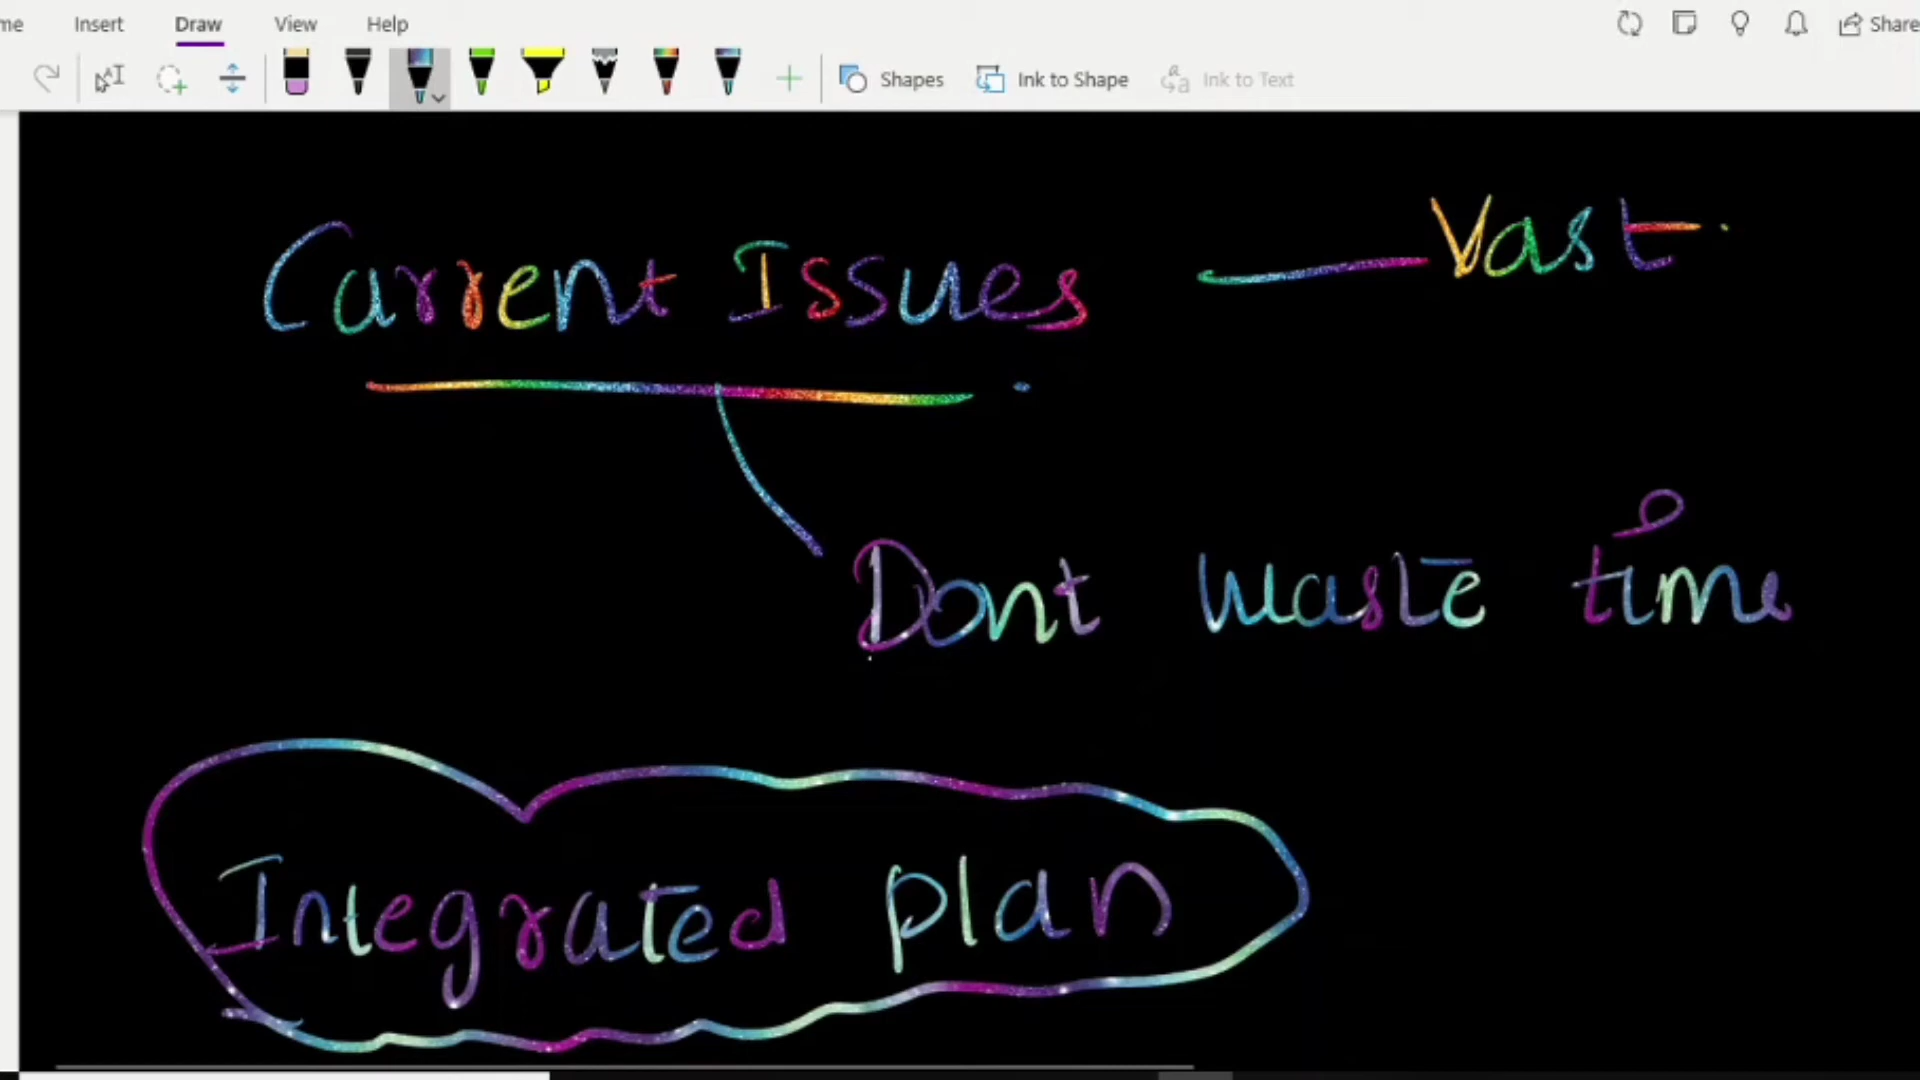 me Insert Draw View Help Share
Shapes Ink to Shape Ink to Text
Current Issues — Vast.
Dont waste time
Integrated plan